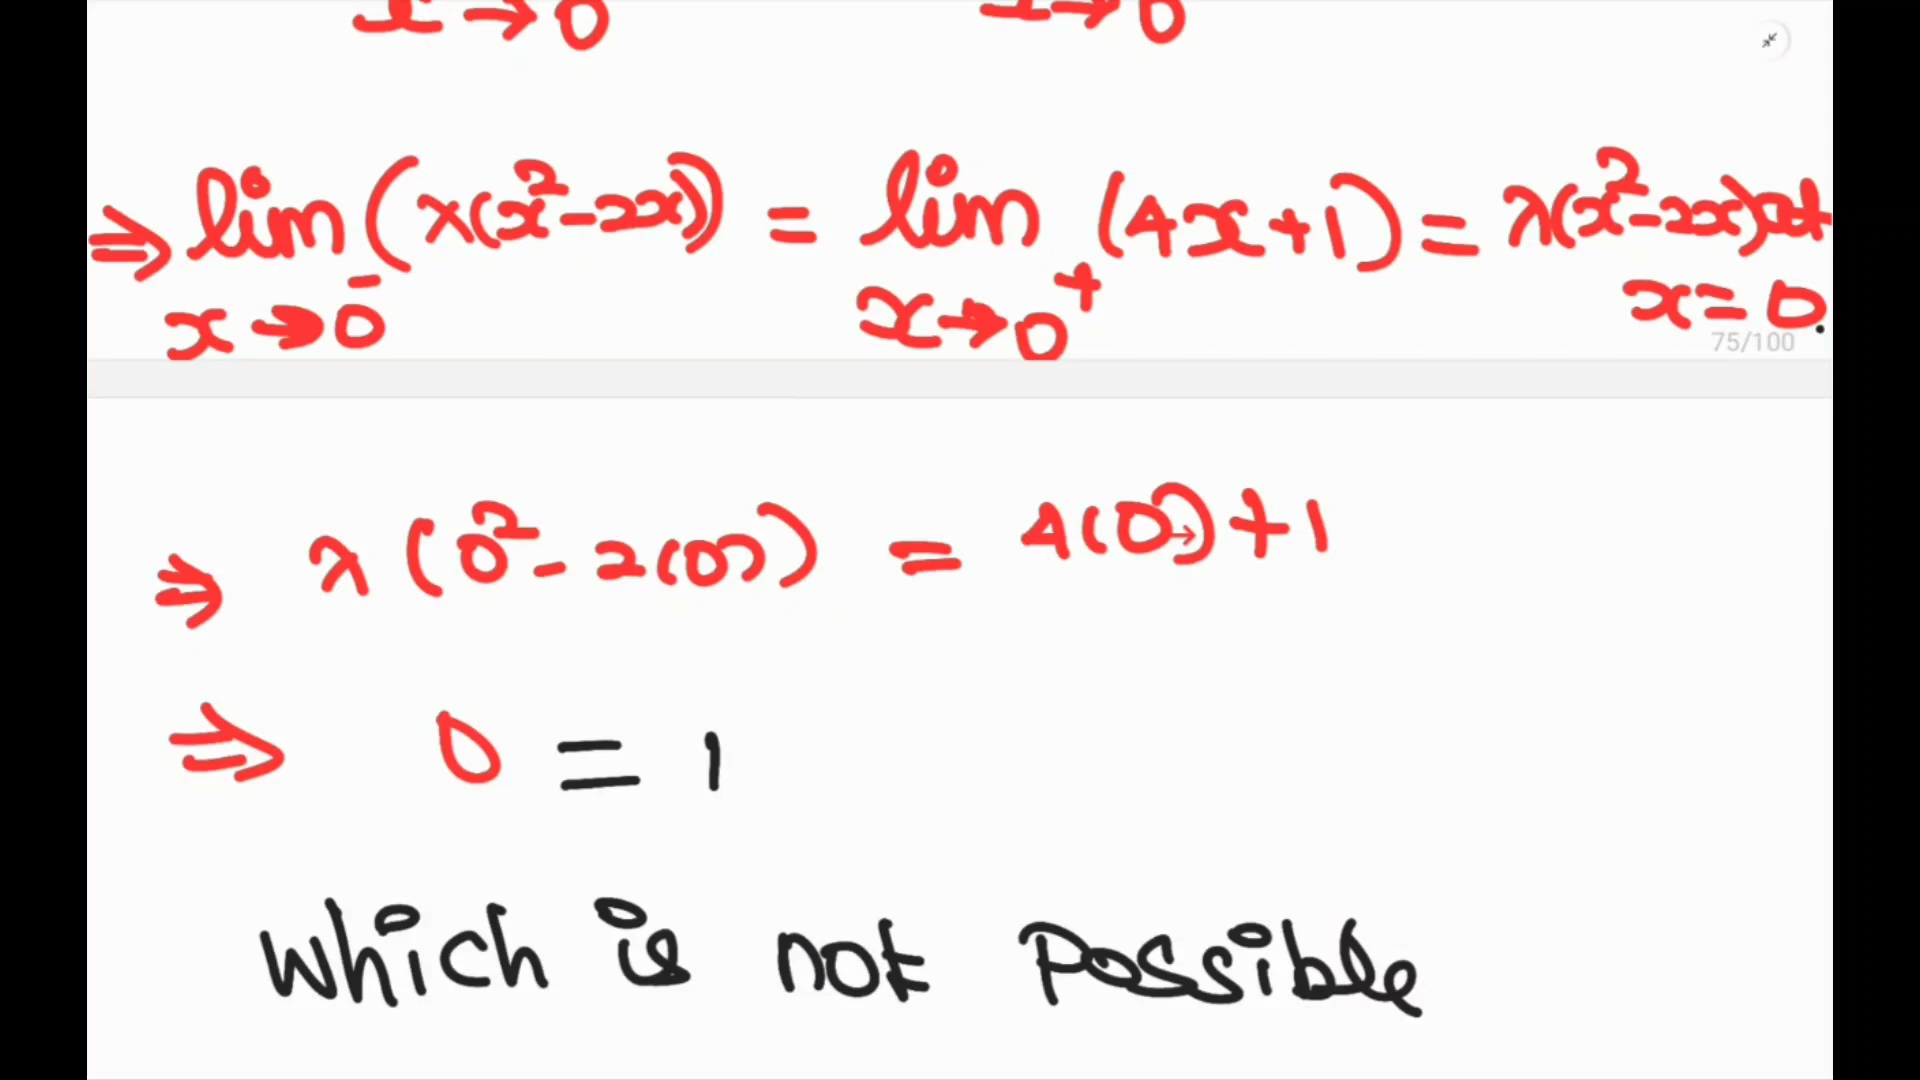 x→0 x→0
⇒ lim (λ(x²-2x)) = lim (4x+1) = λ(x²-2x) at
x→0⁻ x→0⁺ x=0
75/100
⇒ λ(0²-2(0)) = 4(0)+1
⇒ 0 = 1
which is not possible